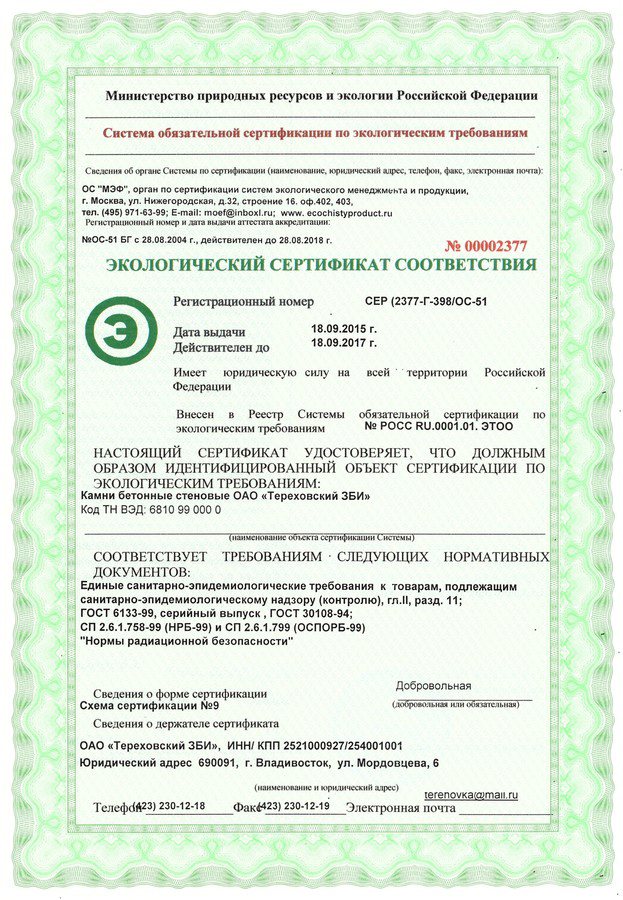 Министерство природных ресурсов и экологии Российской Федерации
Система обязательной сертификации по экологическим требованиям
Сведения об органе Системы по сертификации (наименование, юридический адрес, телефон, факс, электронная почта):
ОС "МЭФ", орган по сертификации систем экологического менеджмента и продукции,
г. Москва, ул. Нижегородская, д.32, строение 16. оф.402, 403,
тел. (495) 971-63-99; E-mail: moef@inboxl.ru; www. ecochistyproduct.ru
Регистрационный номер и дата выдачи аттестата аккредитации:
№ОС-51 БГ с 28.08.2004 г., действителен до 28.08.2018 г.
№ 00002377
ЭКОЛОГИЧЕСКИЙ СЕРТИФИКАТ СООТВЕТСТВИЯ
Э
Регистрационный номер СЕР (2377-Г-398/ОС-51
Дата выдачи 18.09.2015 г.
Действителен до 18.09.2017 г.
Имеет юридическую силу на всей территории Российской
Федерации
Внесен в Реестр Системы обязательной сертификации по
экологическим требованиям № РОСС RU.0001.01. ЭТОО
НАСТОЯЩИЙ СЕРТИФИКАТ УДОСТОВЕРЯЕТ, ЧТО ДОЛЖНЫМ
ОБРАЗОМ ИДЕНТИФИЦИРОВАННЫЙ ОБЪЕКТ СЕРТИФИКАЦИИ ПО
ЭКОЛОГИЧЕСКИМ ТРЕБОВАНИЯМ:
Камни бетонные стеновые ОАО «Тереховский ЗБИ»
Код ТН ВЭД: 6810 99 000 0
(наименование объекта сертификации Системы)
СООТВЕТСТВУЕТ ТРЕБОВАНИЯМ СЛЕДУЮЩИХ НОРМАТИВНЫХ
ДОКУМЕНТОВ:
Единые санитарно-эпидемиологические требования к товарам, подлежащим
санитарно-эпидемиологическому надзору (контролю), гл.II, разд. 11;
ГОСТ 6133-99, серийный выпуск , ГОСТ 30108-94;
СП 2.6.1.758-99 (НРБ-99) и СП 2.6.1.799 (ОСПОРБ-99)
"Нормы радиационной безопасности"
Сведения о форме сертификации Добровольная
Схема сертификации №9 (добровольная или обязательная)
Сведения о держателе сертификата
ОАО «Тереховский ЗБИ», ИНН/ КПП 2521000927/254001001
Юридический адрес 690091, г. Владивосток, ул. Мордовцева, 6
(наименование и юридический адрес)
terenovka@mail.ru
Телефон (423) 230-12-18 Факс (423) 230-12-19 Электронная почта